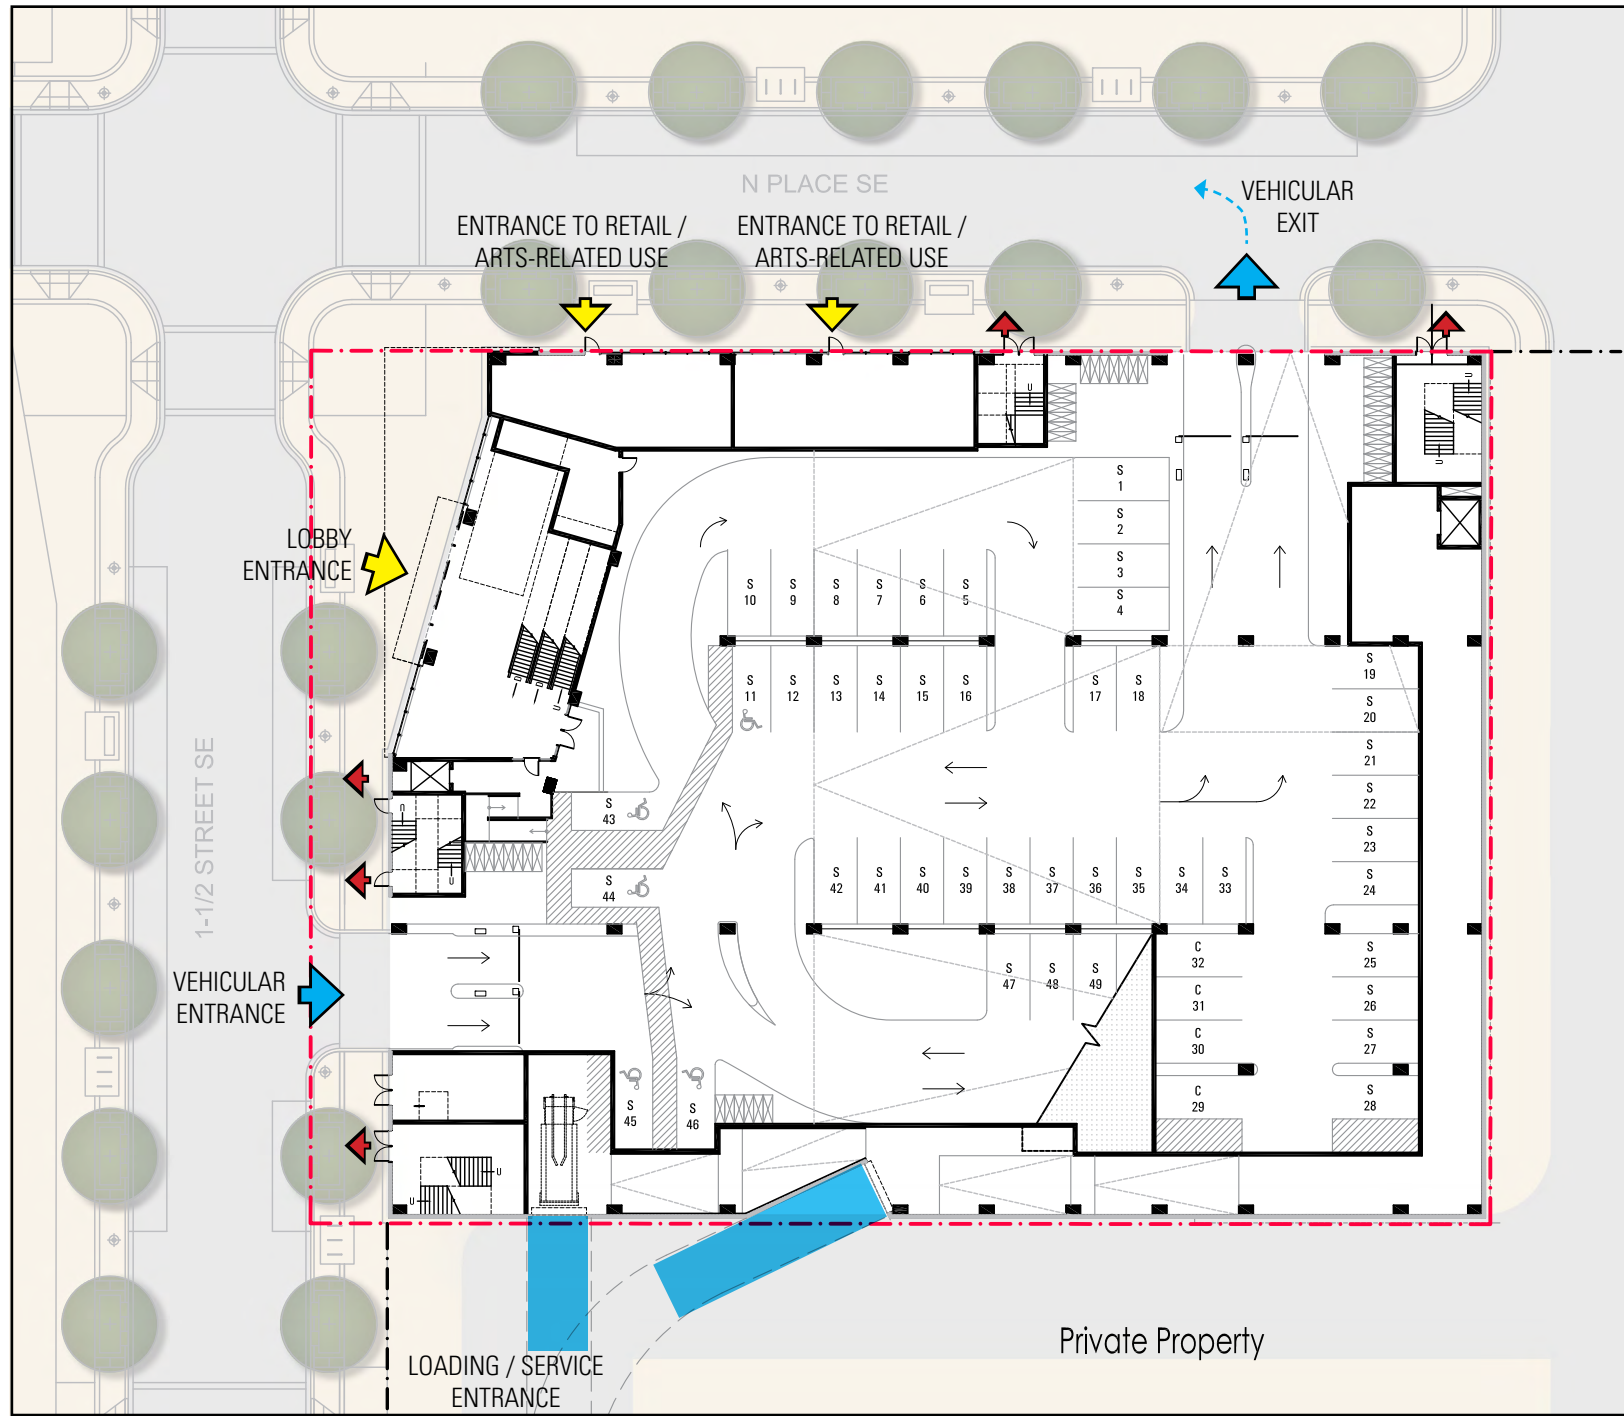 N PLACE SE
VEHICULAR
EXIT
ENTRANCE TO RETAIL /
ARTS-RELATED USE
ENTRANCE TO RETAIL /
ARTS-RELATED USE
LOBBY
ENTRANCE
1-1/2 STREET SE
VEHICULAR
ENTRANCE
S
1
S
2
S
3
S
4
S
10
S
9
S
8
S
7
S
6
S
5
S
11
S
12
S
13
S
14
S
15
S
16
S
17
S
18
S
19
S
20
S
21
S
22
S
23
S
24
S
43
S
44
S
42
S
41
S
40
S
39
S
38
S
37
S
36
S
35
S
34
S
33
S
47
S
48
S
49
C
32
C
31
C
30
C
29
S
25
S
26
S
27
S
28
S
45
S
46
U
U
U
U
U
U
U
U
LOADING / SERVICE
ENTRANCE
Private Property